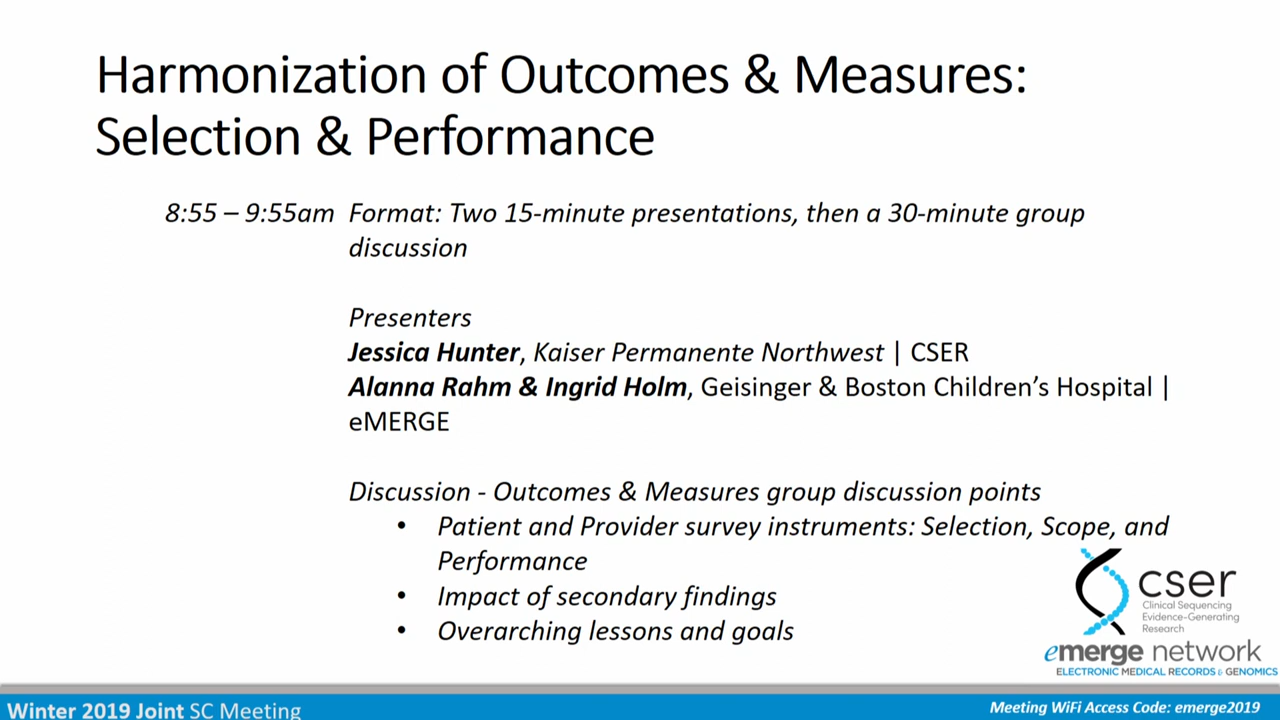 Harmonization of Outcomes & Measures:
Selection & Performance
8:55 – 9:55am Format: Two 15-minute presentations, then a 30-minute group
discussion
Presenters
Jessica Hunter, Kaiser Permanente Northwest | CSER
Alanna Rahm & Ingrid Holm, Geisinger & Boston Children's Hospital |
eMERGE
Discussion - Outcomes & Measures group discussion points
• Patient and Provider survey instruments: Selection, Scope, and
Performance
• Impact of secondary findings
• Overarching lessons and goals
cser
Clinical Sequencing
Evidence-Generating
Research
emerge network
ELECTRONIC MEDICAL RECORDS & GENOMICS
Winter 2019 Joint SC Meeting
Meeting WiFi Access Code: emerge2019